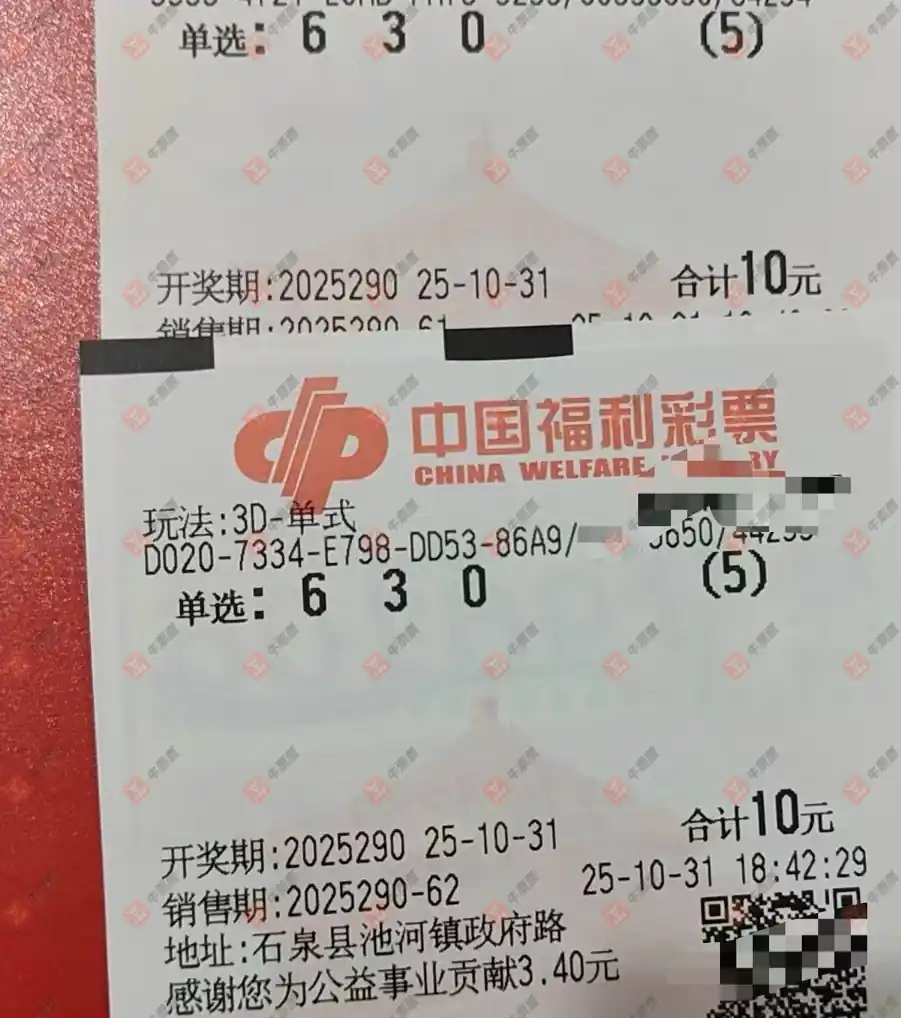 单选: 6 3 0 (5)
开奖期:2025290 25-10-31 合计10元
销售期:2025290
中国福利彩票
CHINA WELFARE
玩法:3D-单式
D020-7334-E798-DD53-86A9/
单选: 6 3 0 (5)
开奖期:2025290 25-10-31 合计10元
销售期:2025290-62 25-10-31 18:42:29
地址:石泉县池河镇政府路
感谢您为公益事业贡献3.40元